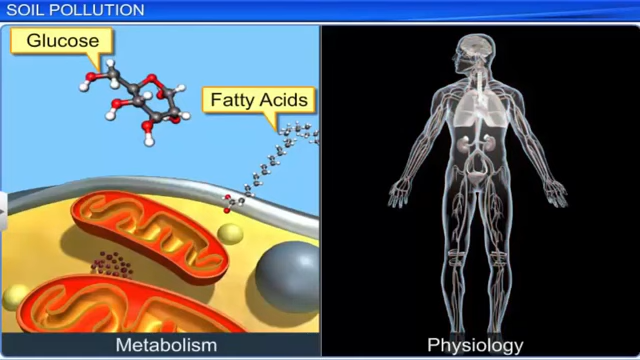 SOIL POLLUTION
Glucose
Fatty Acids
Metabolism
Physiology